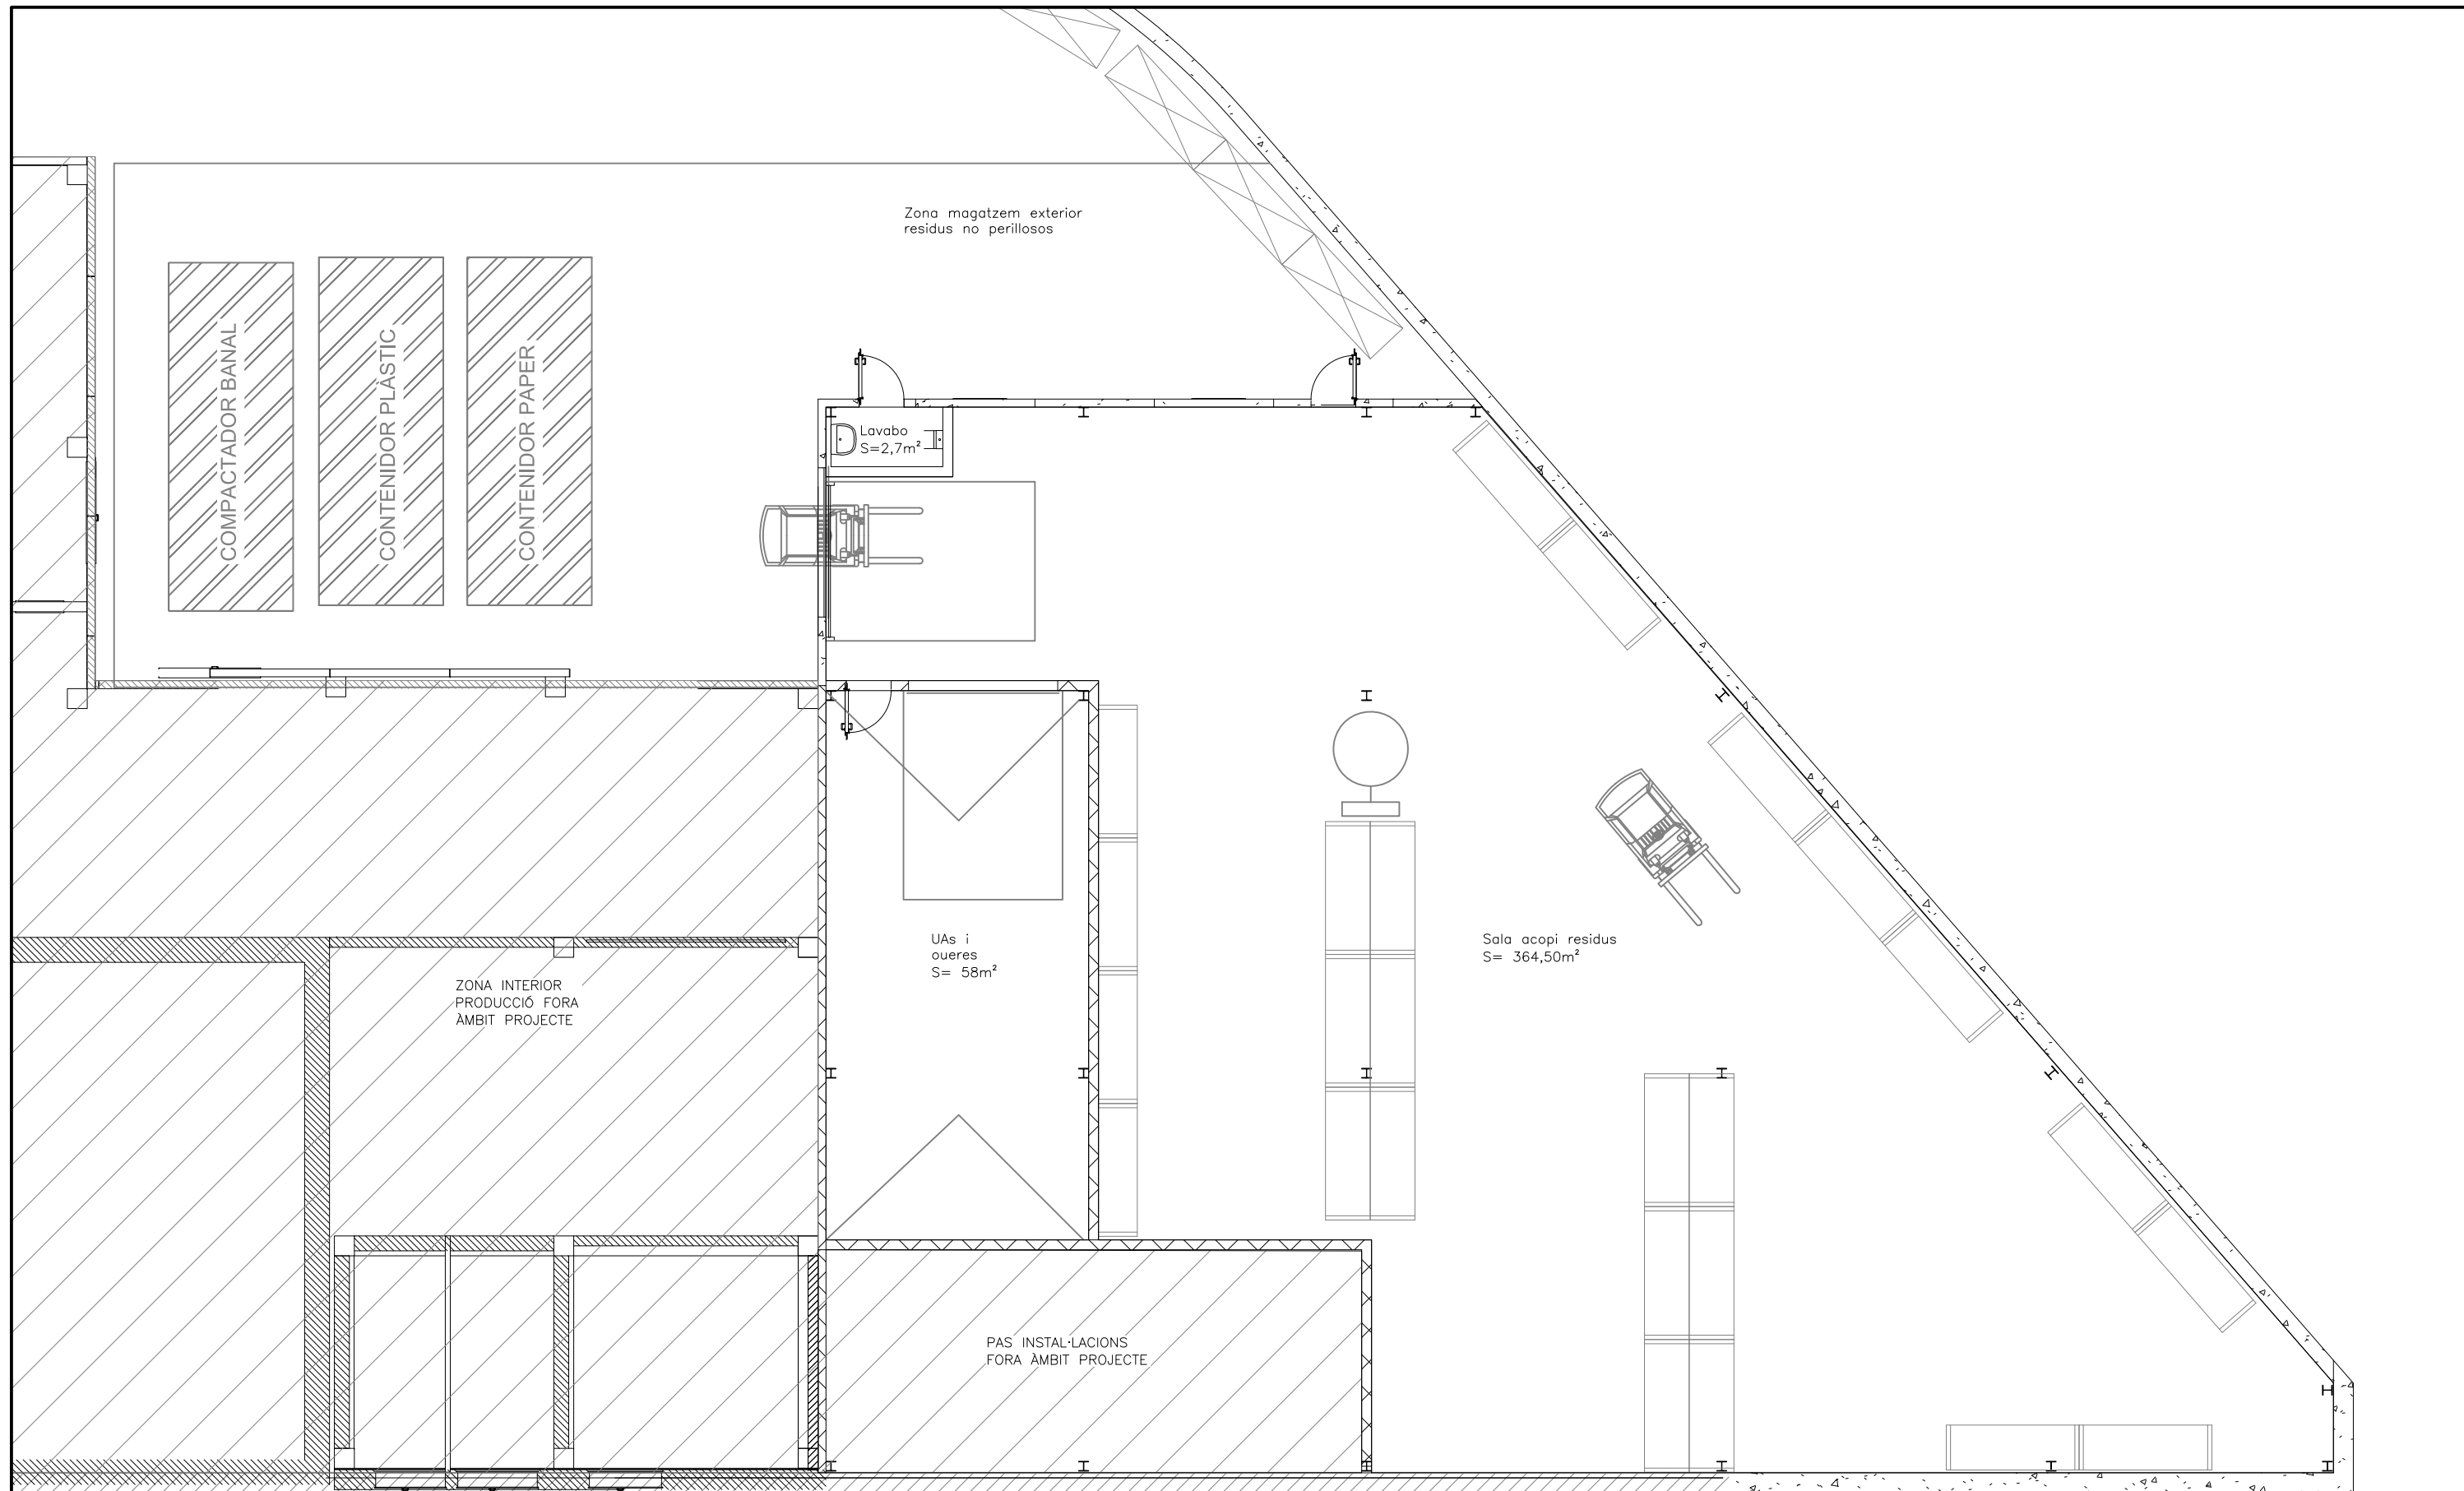 Zona magatzem exterior
residus no perillosos
COMPACTADOR BANAL
CONTENIDOR PLÀSTIC
CONTENIDOR PAPER
Lavabo
S=2,7m²
UAs i
oueres
S= 58m²
Sala acopi residus
S= 364,50m²
ZONA INTERIOR
PRODUCCIÓ FORA
ÀMBIT PROJECTE
PAS INSTAL·LACIONS
FORA ÀMBIT PROJECTE